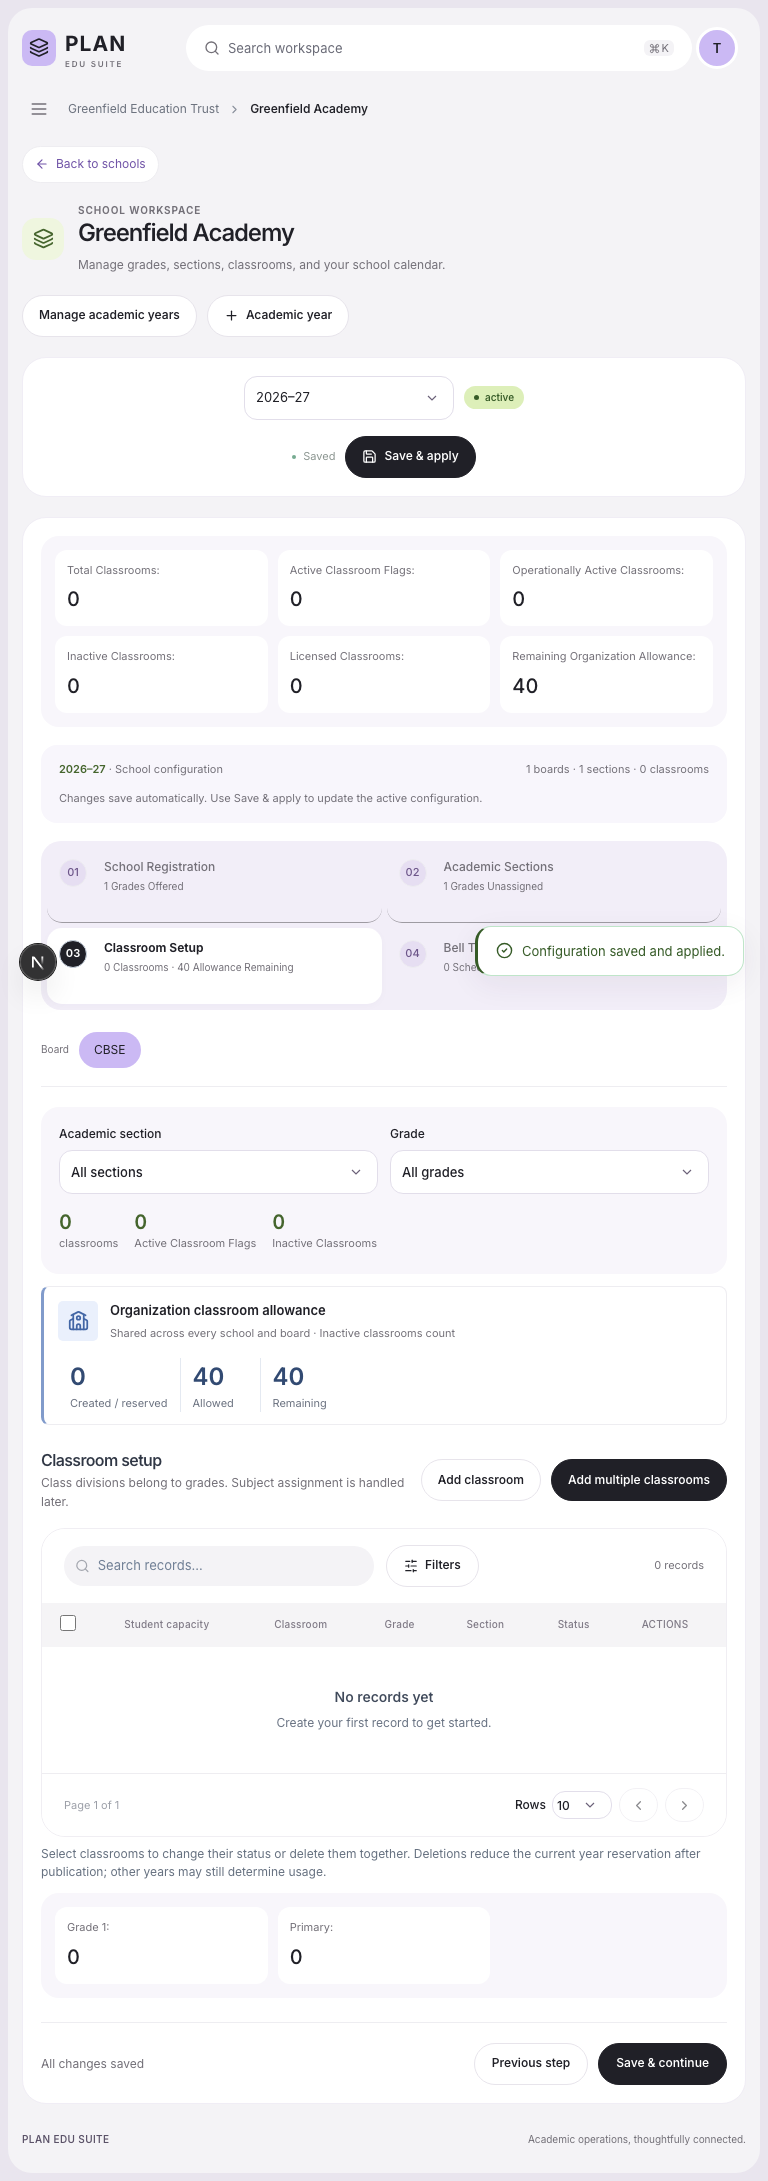 PLAN
EDU SUITE
Search workspace
⌘K
T
Greenfield Education Trust > Greenfield Academy
Back to schools
SCHOOL WORKSPACE
Greenfield Academy
Manage grades, sections, classrooms, and your school calendar.
Manage academic years
+ Academic year
2026–27
active
Saved
Save & apply
Total Classrooms:
0
Active Classroom Flags:
0
Operationally Active Classrooms:
0
Inactive Classrooms:
0
Licensed Classrooms:
0
Remaining Organization Allowance:
40
2026–27 · School configuration
1 boards · 1 sections · 0 classrooms
Changes save automatically. Use Save & apply to update the active configuration.
01
School Registration
1 Grades Offered
02
Academic Sections
1 Grades Unassigned
03
Classroom Setup
0 Classrooms · 40 Allowance Remaining
04
Bell
0
Configuration saved and applied.
N
Board
CBSE
Academic section
All sections
Grade
All grades
0
classrooms
0
Active Classroom Flags
0
Inactive Classrooms
Organization classroom allowance
Shared across every school and board · Inactive classrooms count
0
Created / reserved
40
Allowed
40
Remaining
Classroom setup
Class divisions belong to grades. Subject assignment is handled
later.
Add classroom
Add multiple classrooms
Search records...
Filters
0 records
Student capacity
Classroom
Grade
Section
Status
ACTIONS
No records yet
Create your first record to get started.
Page 1 of 1
Rows
10
Select classrooms to change their status or delete them together. Deletions reduce the current year reservation after
publication; other years may still determine usage.
Grade 1:
0
Primary:
0
All changes saved
Previous step
Save & continue
PLAN EDU SUITE
Academic operations, thoughtfully connected.